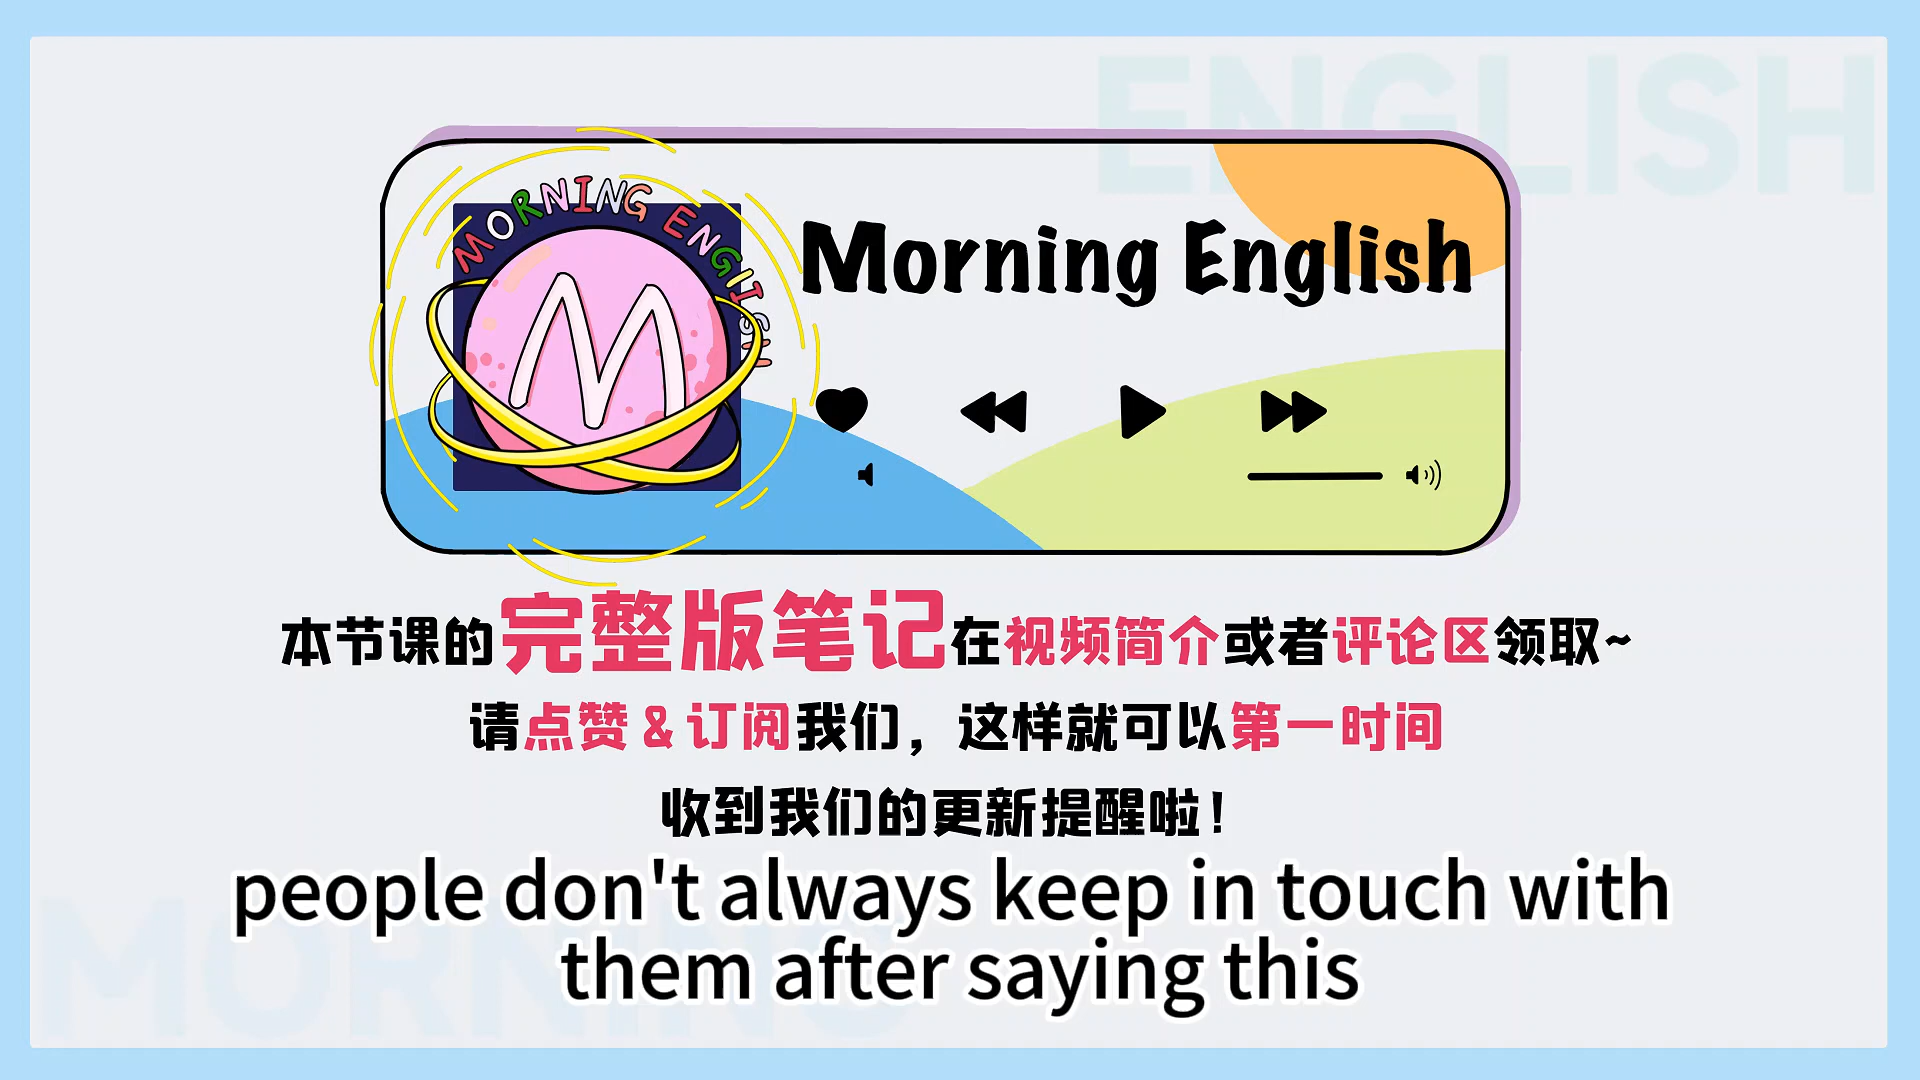 ENGLISH
MORNING ENGLISH
M
Morning English
本节课的完整版笔记在视频简介或者评论区领取~
请点赞&订阅我们，这样就可以第一时间
收到我们的更新提醒啦！
people don't always keep in touch with
them after saying this
MORNING